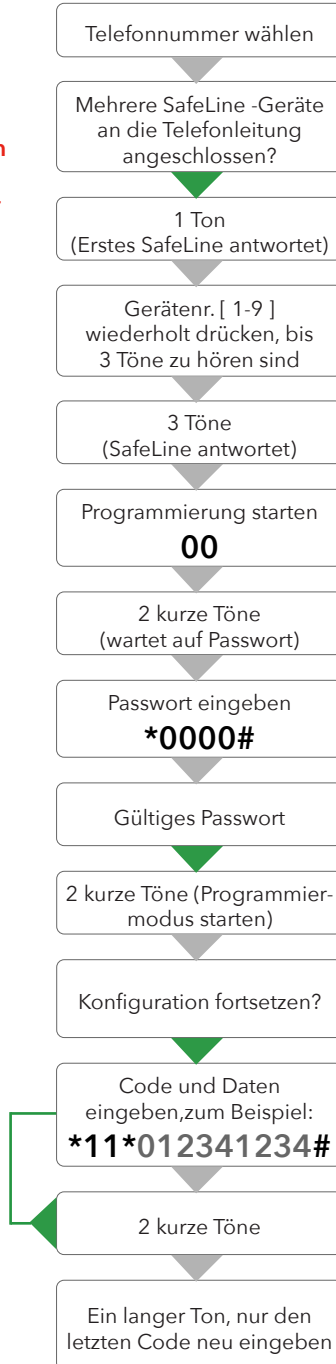 Telefonnummer wählen
Mehrere SafeLine -Geräte
an die Telefonleitung
angeschlossen?
1 Ton
(Erstes SafeLine antwortet)
Gerätenr. [ 1-9 ]
wiederholt drücken, bis
3 Töne zu hören sind
3 Töne
(SafeLine antwortet)
Programmierung starten
00
2 kurze Töne
(wartet auf Passwort)
Passwort eingeben
*0000#
Gültiges Passwort
2 kurze Töne (Programmier-
modus starten)
Konfiguration fortsetzen?
Code und Daten
eingeben,zum Beispiel:
*11*012341234#
2 kurze Töne
Ein langer Ton, nur den
letzten Code neu eingeben